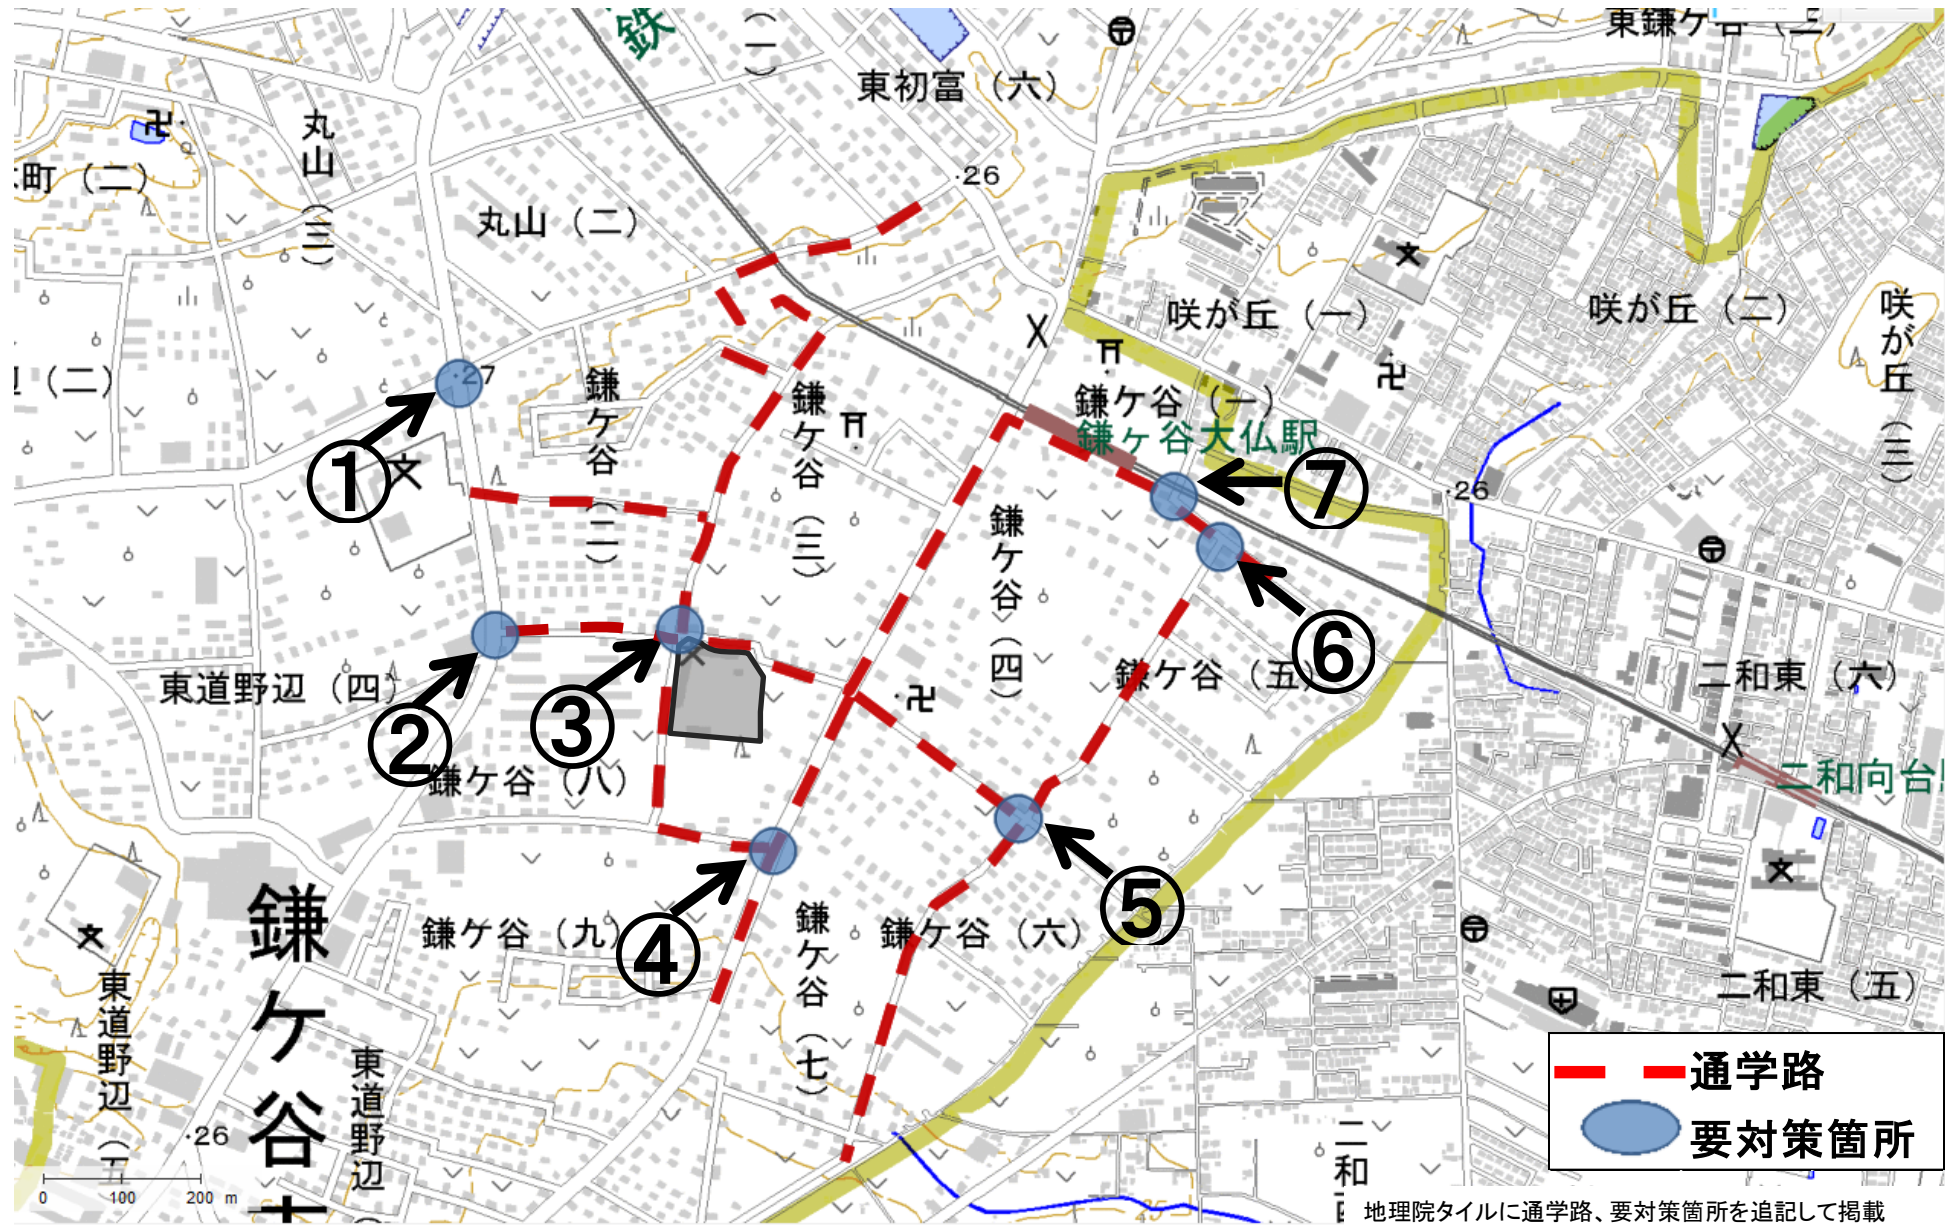 鉄
(一)
東初富（六）
東鎌ケ谷（三）
丸山（三）
町（二）
丸山（二）
・26
咲が丘（一）
咲が丘（二）
咲が丘（三）
（二）
・27
鎌ケ谷（二）
鎌ケ谷（三）
鎌ケ谷（一）
鎌ヶ谷大仏駅
①
⑦
・26
鎌ケ谷（四）
⑥
東道野辺（四）
②
③
鎌ケ谷（五）
二和東（六）
鎌ケ谷（八）
二和向台
⑤
④
鎌ケ谷（九）
鎌ケ谷（七）
鎌ケ谷（六）
鎌ケ谷
東道野辺（五
東道野辺
二和東（五）
・26
二和
通学路
要対策箇所
0 100 200 m
地理院タイルに通学路、要対策箇所を追記して掲載